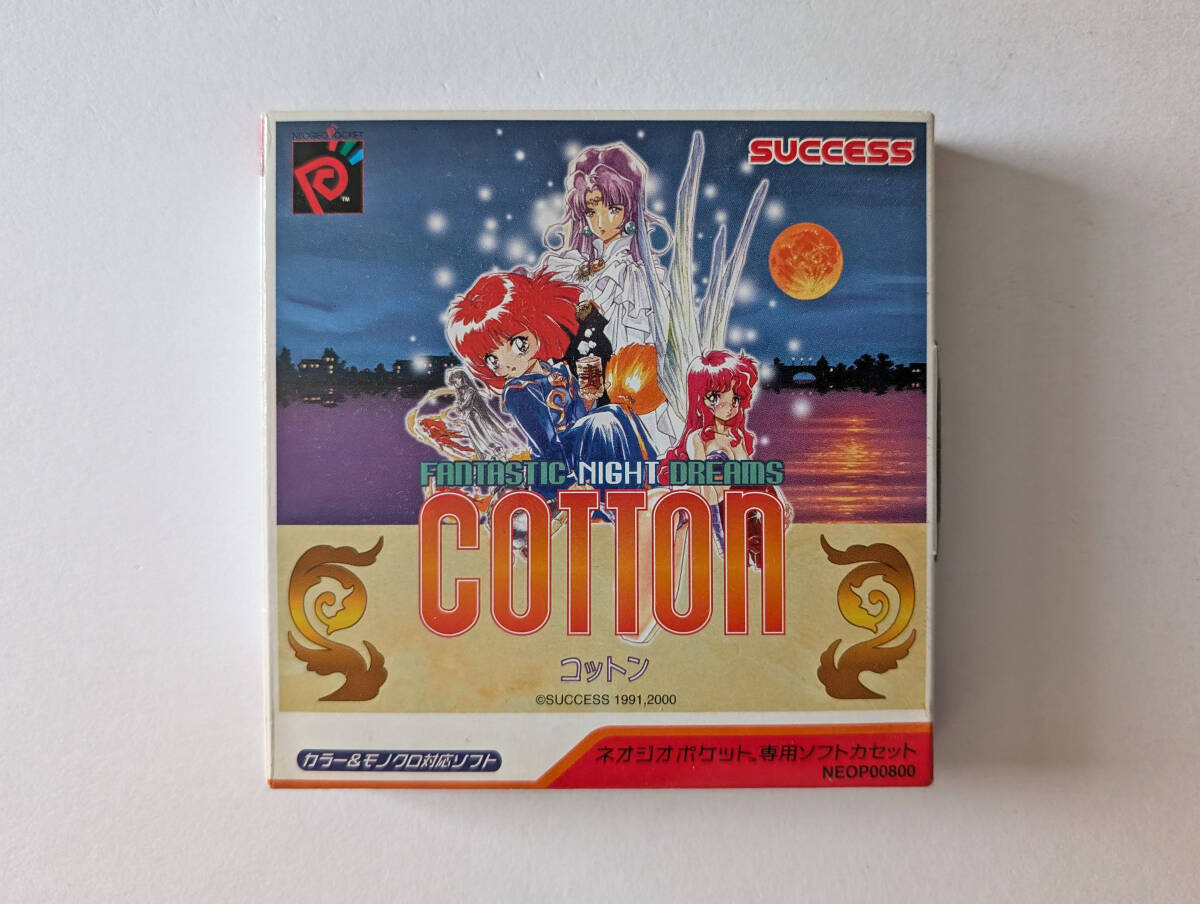 NEOGEO POCKET
TM
SUCCESS
FANTASTIC NIGHT DREAMS
COTTON
コットン
©SUCCESS 1991,2000
カラー&モノクロ対応ソフト
ネオジオポケット®専用ソフトカセット
NEOP00800